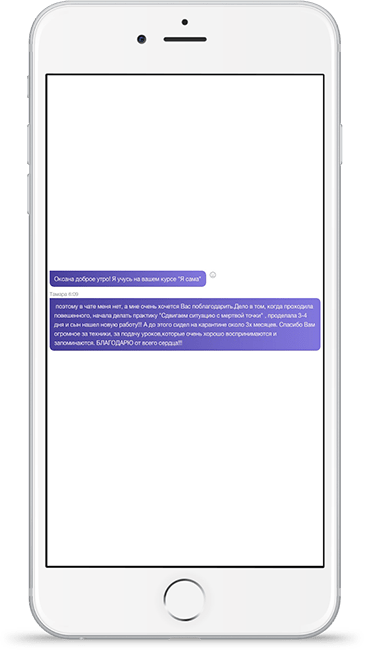 Оксана доброе утро! Я учусь на вашем курсе "Я сама"
Тамара 6:09
поэтому в чате меня нет, а мне очень хочется Вас поблагодарить.Дело в том, когда проходила
повешенного, начала делать практику "Сдвигаем ситуацию с мертвой точки" , проделала 3-4
дня и сын нашел новую работу!!! А до этого сидел на карантине около 3х месяцев. Спасибо Вам
огромное за техники, за подачу уроков,которые очень хорошо воспринимаются и
запоминаются. БЛАГОДАРЮ от всего сердца!!!